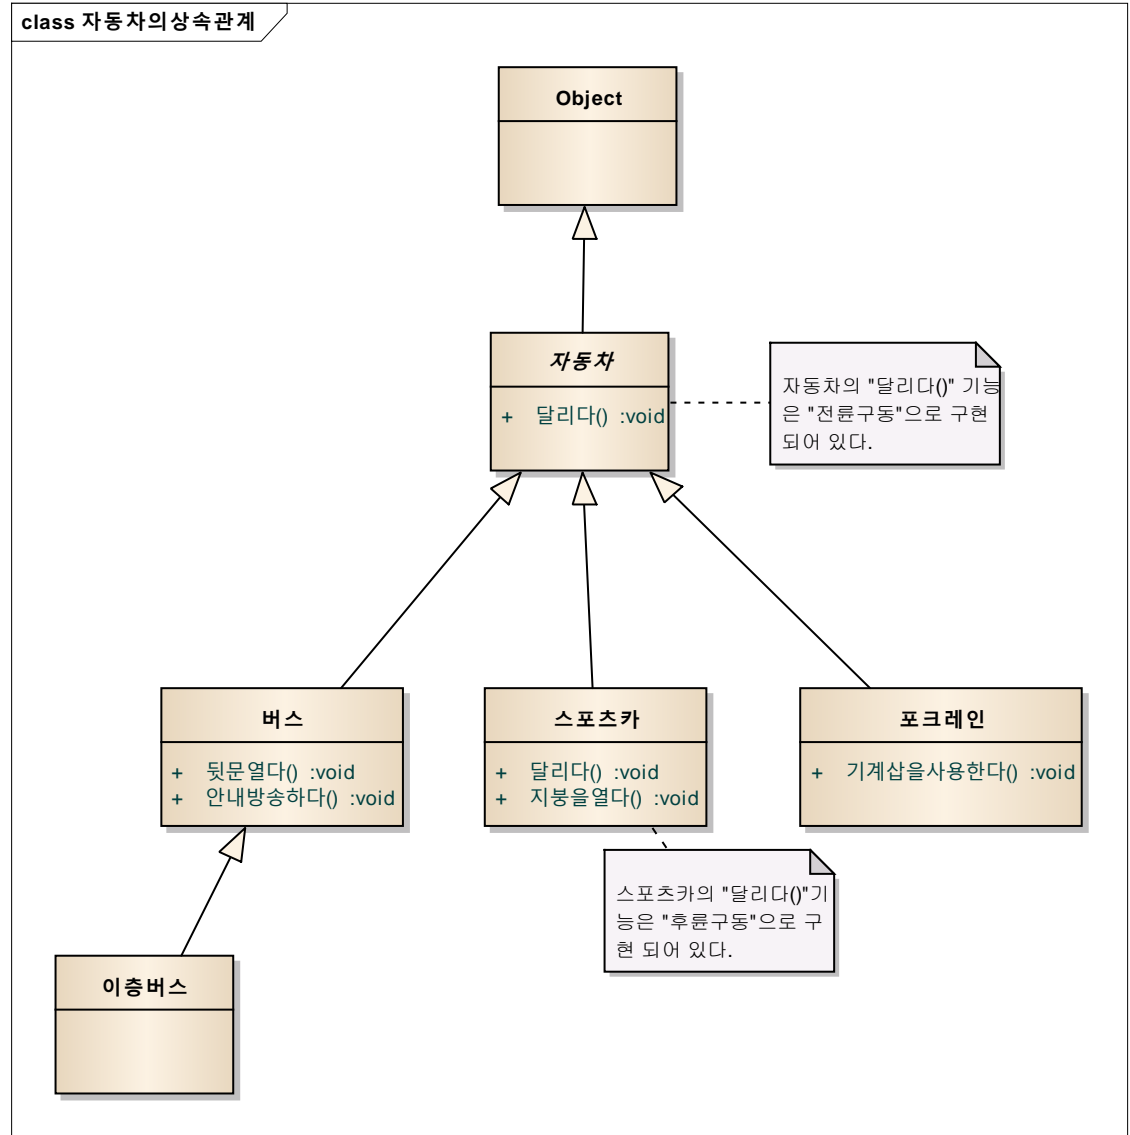 class 자동차의상속관계
Object
자동차
+ 달리다() :void
자동차의 "달리다()" 기능
은 "전륜구동"으로 구현
되어 있다.
버스
+ 뒷문열다() :void
+ 안내방송하다() :void
스포츠카
+ 달리다() :void
+ 지붕을열다() :void
포크레인
+ 기계삽을사용한다() :void
스포츠카의 "달리다()"기
능은 "후륜구동"으로 구
현 되어 있다.
이층버스